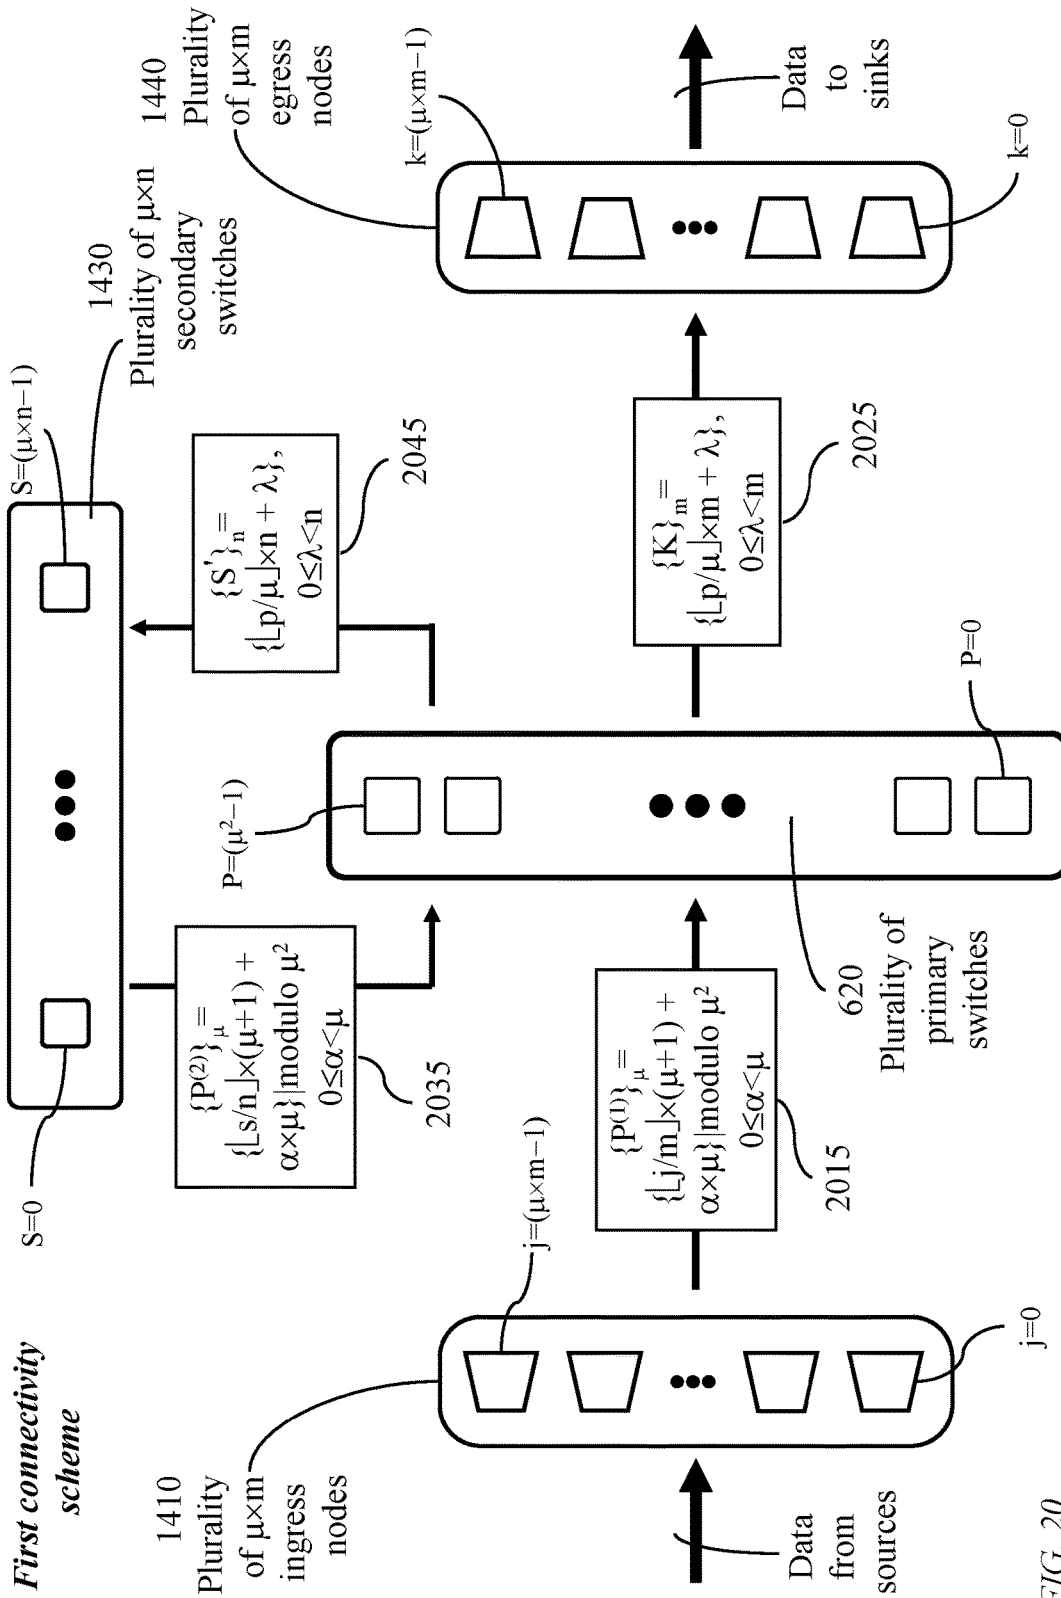 First connectivity
scheme
1410
Plurality
of μ×m
ingress
nodes
Data
from
sources
j=(μ×m−1)
j=0
S=0
S=(μ×n−1)
1430
Plurality of μ×n
secondary
switches
{P⁽²⁾}μ=
{⌊s/n⌋×(μ+1) +
α×μ}|modulo μ²
0≤α<μ
2035
{P⁽¹⁾}μ=
{⌊j/m⌋×(μ+1) +
α×μ}|modulo μ²
0≤α<μ
2015
P=(μ²−1)
P=0
620
Plurality of
primary
switches
{S'}ₙ=
{⌊p/μ⌋×n + λ},
0≤λ<n
2045
{K}ₘ=
{⌊p/μ⌋×m + λ},
0≤λ<m
2025
1440
Plurality
of μ×m
egress
nodes
k=(μ×m−1)
k=0
Data
to
sinks
FIG. 20